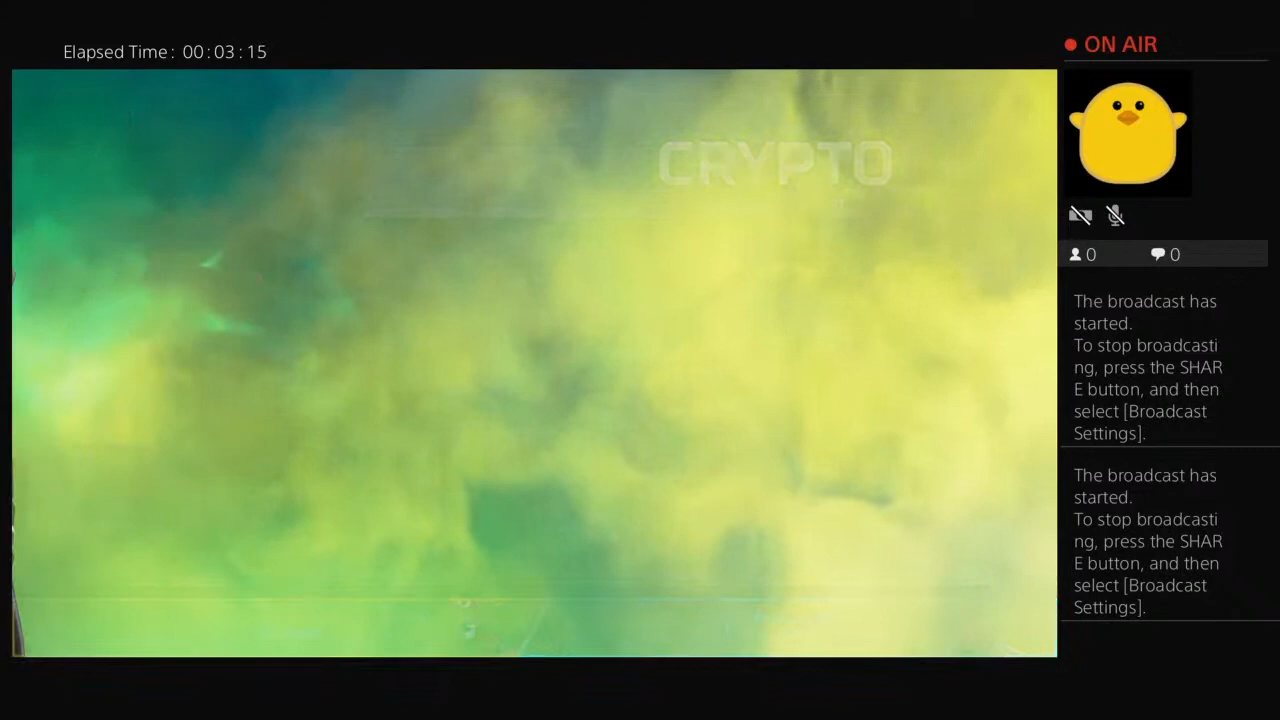 Elapsed Time: 00:03:15
ON AIR
CRYPTO
0 0
The broadcast has
started.
To stop broadcasti
ng, press the SHAR
E button, and then
select [Broadcast
Settings].
The broadcast has
started.
To stop broadcasti
ng, press the SHAR
E button, and then
select [Broadcast
Settings].